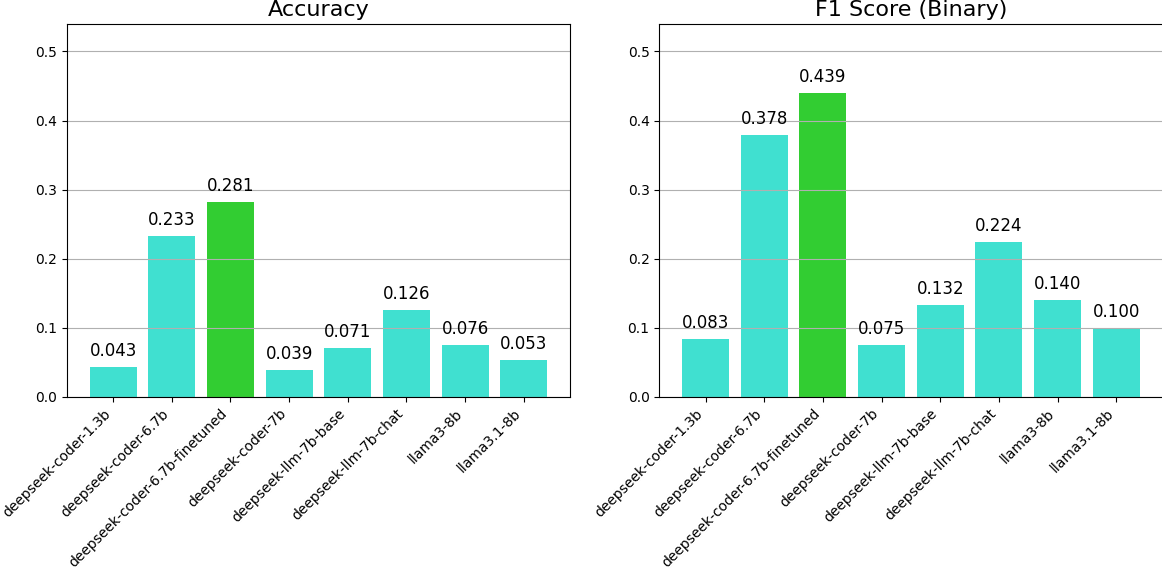 Accuracy
0.5
0.4
0.3
0.2
0.1
0.0
0.043
0.233
0.281
0.039
0.071
0.126
0.076
0.053
deepseek-coder-1.3b
deepseek-coder-6.7b
deepseek-coder-6.7b-finetuned
deepseek-coder-7b
deepseek-llm-7b-base
deepseek-llm-7b-chat
llama3-8b
llama3.1-8b
F1 Score (Binary)
0.5
0.4
0.3
0.2
0.1
0.0
0.083
0.378
0.439
0.075
0.132
0.224
0.140
0.100
deepseek-coder-1.3b
deepseek-coder-6.7b
deepseek-coder-6.7b-finetuned
deepseek-coder-7b
deepseek-llm-7b-base
deepseek-llm-7b-chat
llama3-8b
llama3.1-8b